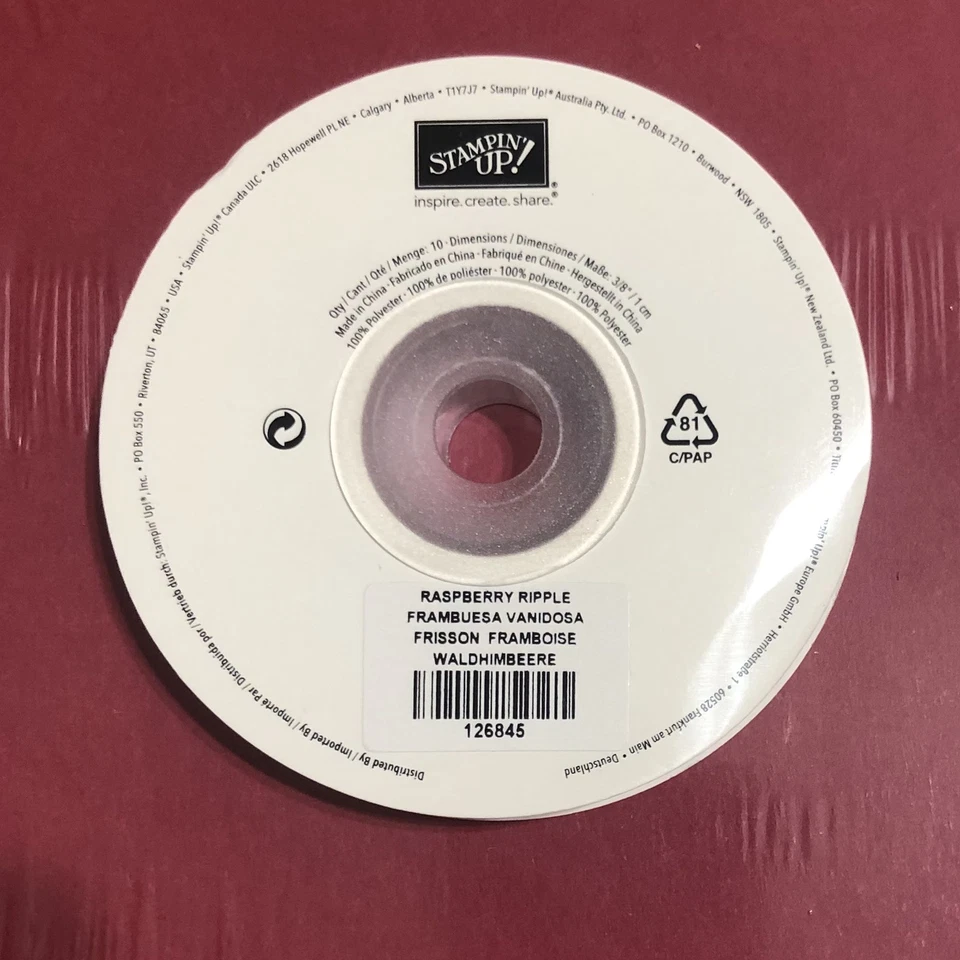 Distributed By / Imported By / Importé Par / Distribuida por / Vertrieb durch: Stampin' Up!®, Inc. • PO Box 550 • Riverton, UT • 84065 • USA • Stampin' Up!® Canada ULC • 2618 Hopewell PL NE • Calgary • Alberta • T1Y7J7 • Stampin' Up!® Australia Pty. Ltd. • PO Box 1210 • Burwood • NSW 1805 • Stampin' Up!® New Zealand Ltd. • PO Box 60450 • Up!® Europe GmbH • Herriotstraße 1 • 60528 Frankfurt am Main • Deutschland
STAMPIN'
UP!
inspire.create.share.®
Qty / Cant / Qté / Menge: 10 · Dimensions / Dimensiones / Maße: 3/8" / 1 cm
Made in China · Fabricado en China · Fabriqué en Chine · Hergestellt in China
100% Polyester · 100% de poliéster · 100% polyester · 100% Polyester
81
C/PAP
RASPBERRY RIPPLE
FRAMBUESA VANIDOSA
FRISSON FRAMBOISE
WALDHIMBEERE
126845